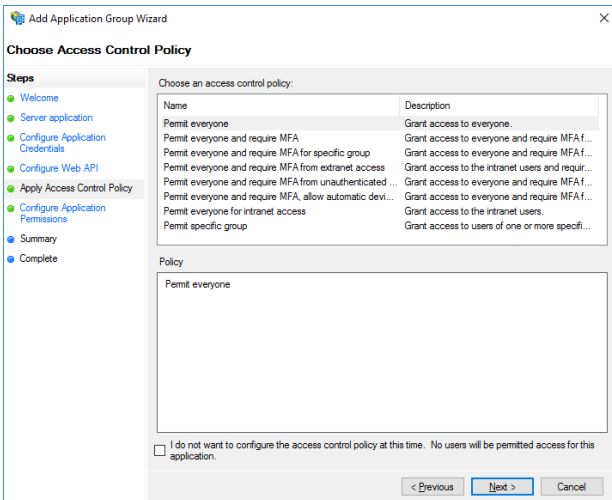 Add Application Group Wizard
Choose Access Control Policy
Steps
Welcome
Server application
Configure Application
Credentials
Configure Web API
Apply Access Control Policy
Configure Application
Permissions
Summary
Complete
Choose an access control policy:
Name Description
Permit everyone Grant access to everyone.
Permit everyone and require MFA Grant access to everyone and require MFA f...
Permit everyone and require MFA for specific group Grant access to everyone and require MFA f...
Permit everyone and require MFA from extranet access Grant access to the intranet users and requir...
Permit everyone and require MFA from unauthenticated ... Grant access to everyone and require MFA f...
Permit everyone and require MFA, allow automatic devi... Grant access to everyone and require MFA f...
Permit everyone for intranet access Grant access to the intranet users.
Permit specific group Grant access to users of one or more specifi...
Policy
Permit everyone
I do not want to configure the access control policy at this time. No users will be permitted access for this
application.
< Previous Next > Cancel